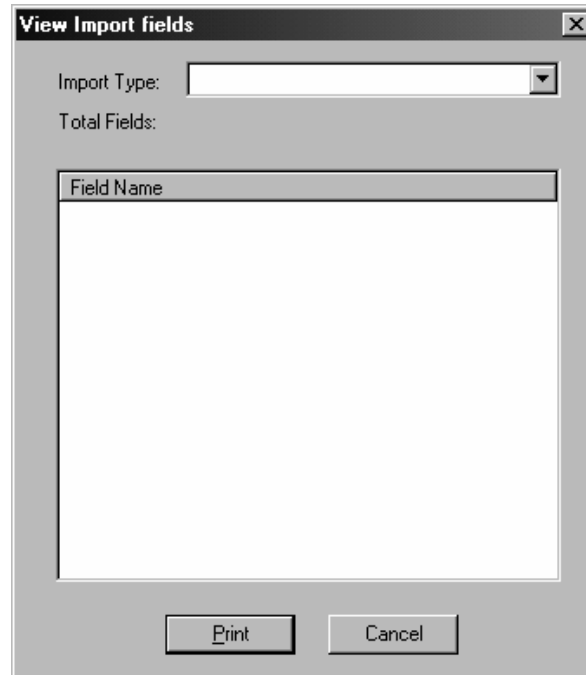 View Import fields
Import Type:
Total Fields:
Field Name
Print
Cancel